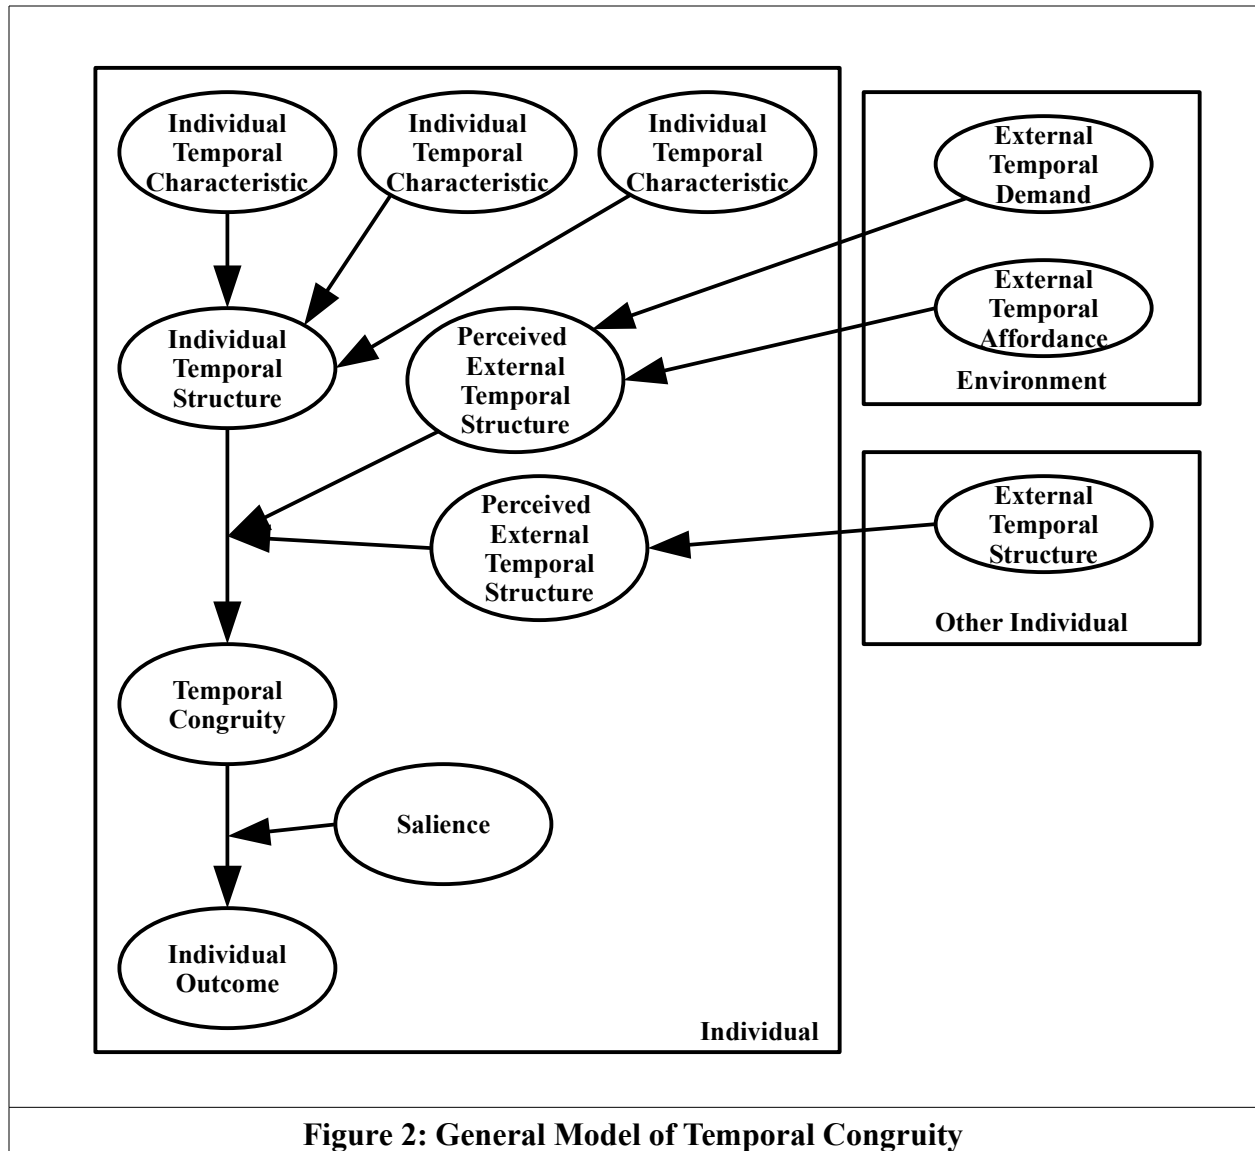 Individual
Temporal
Characteristic
Individual
Temporal
Characteristic
Individual
Temporal
Characteristic
External
Temporal
Demand
External
Temporal
Affordance
Environment
Individual
Temporal
Structure
Perceived
External
Temporal
Structure
Perceived
External
Temporal
Structure
External
Temporal
Structure
Other Individual
Temporal
Congruity
Salience
Individual
Outcome
Individual
Figure 2: General Model of Temporal Congruity